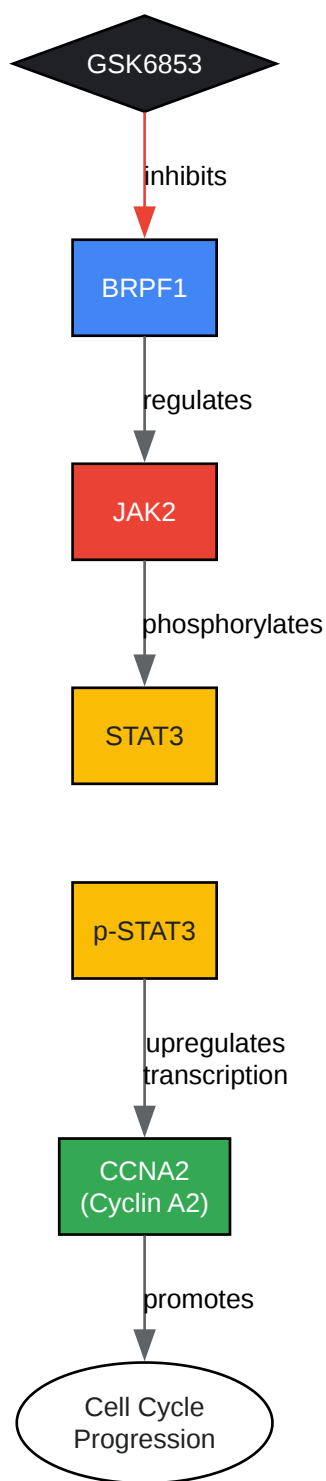 GSK6853
inhibits
BRPF1
regulates
JAK2
phosphorylates
STAT3
p-STAT3
upregulates
transcription
CCNA2
(Cyclin A2)
promotes
Cell Cycle
Progression